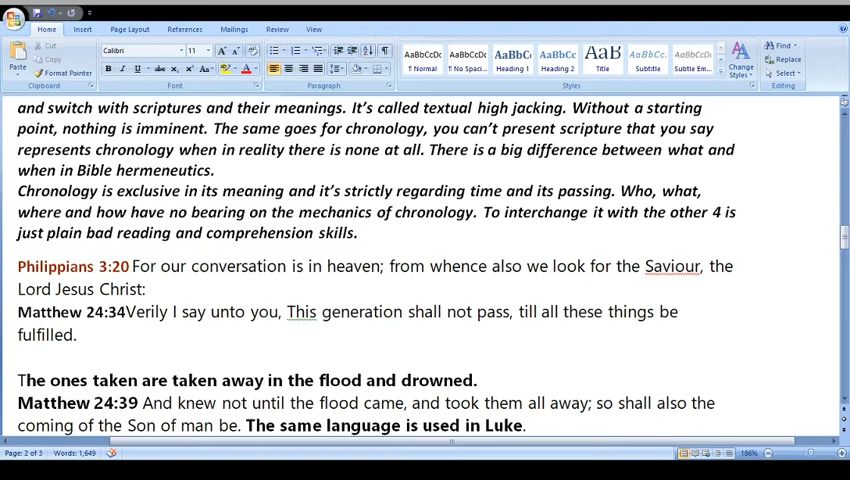 Home Insert Page Layout References Mailings Review View
Cut
Copy
Format Painter
Paste
Clipboard
Calibri 11
B I U abc x₂ x² Aa
Font
Paragraph
AaBbCcDc AaBbCcDc AaBbCc AaBbCc AaB AaBbCc. AaBbCcDc
¶ Normal ¶ No Spaci... Heading 1 Heading 2 Title Subtitle Subtle Em...
Change
Styles
Styles
Find
Replace
Select
Editing
and switch with scriptures and their meanings. It’s called textual high jacking. Without a starting
point, nothing is imminent. The same goes for chronology, you can’t present scripture that you say
represents chronology when in reality there is none at all. There is a big difference between what and
when in Bible hermeneutics.
Chronology is exclusive in its meaning and it’s strictly regarding time and its passing. Who, what,
where and how have no bearing on the mechanics of chronology. To interchange it with the other 4 is
just plain bad reading and comprehension skills.
Philippians 3:20 For our conversation is in heaven; from whence also we look for the Saviour, the
Lord Jesus Christ:
Matthew 24:34Verily I say unto you, This generation shall not pass, till all these things be
fulfilled.
The ones taken are taken away in the flood and drowned.
Matthew 24:39 And knew not until the flood came, and took them all away; so shall also the
coming of the Son of man be. The same language is used in Luke.
Page: 2 of 3 Words: 1,649 186%